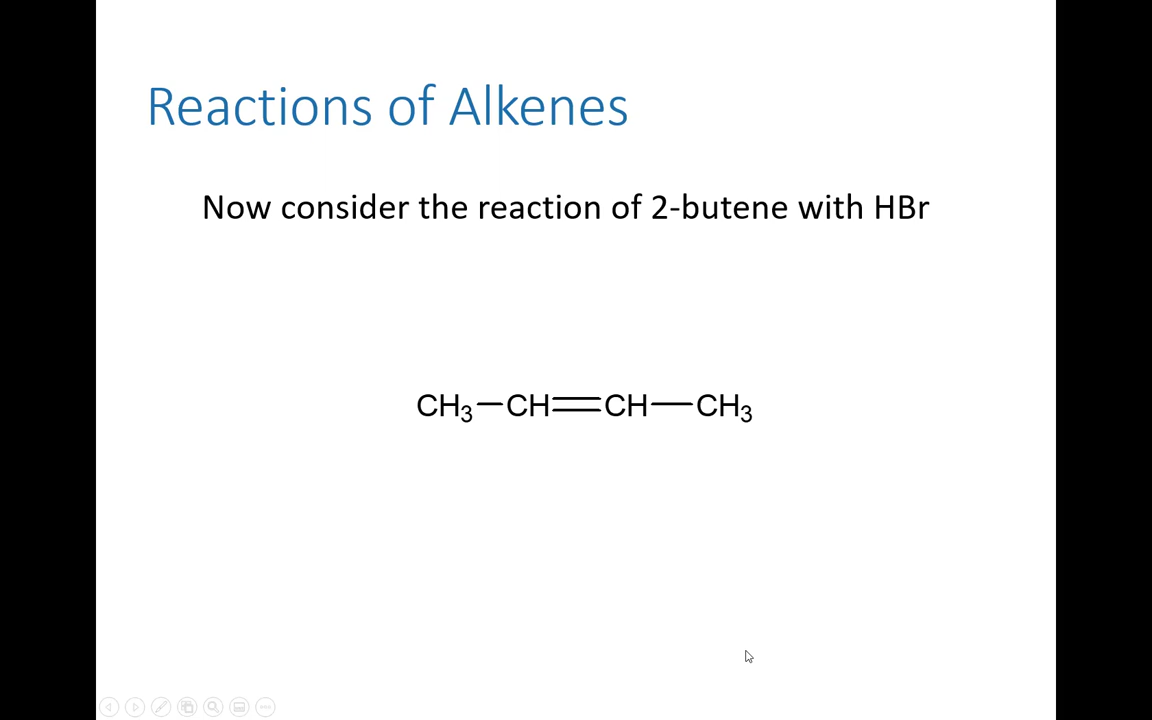 Reactions of Alkenes
Now consider the reaction of 2-butene with HBr
CH₃—CH=CH—CH₃